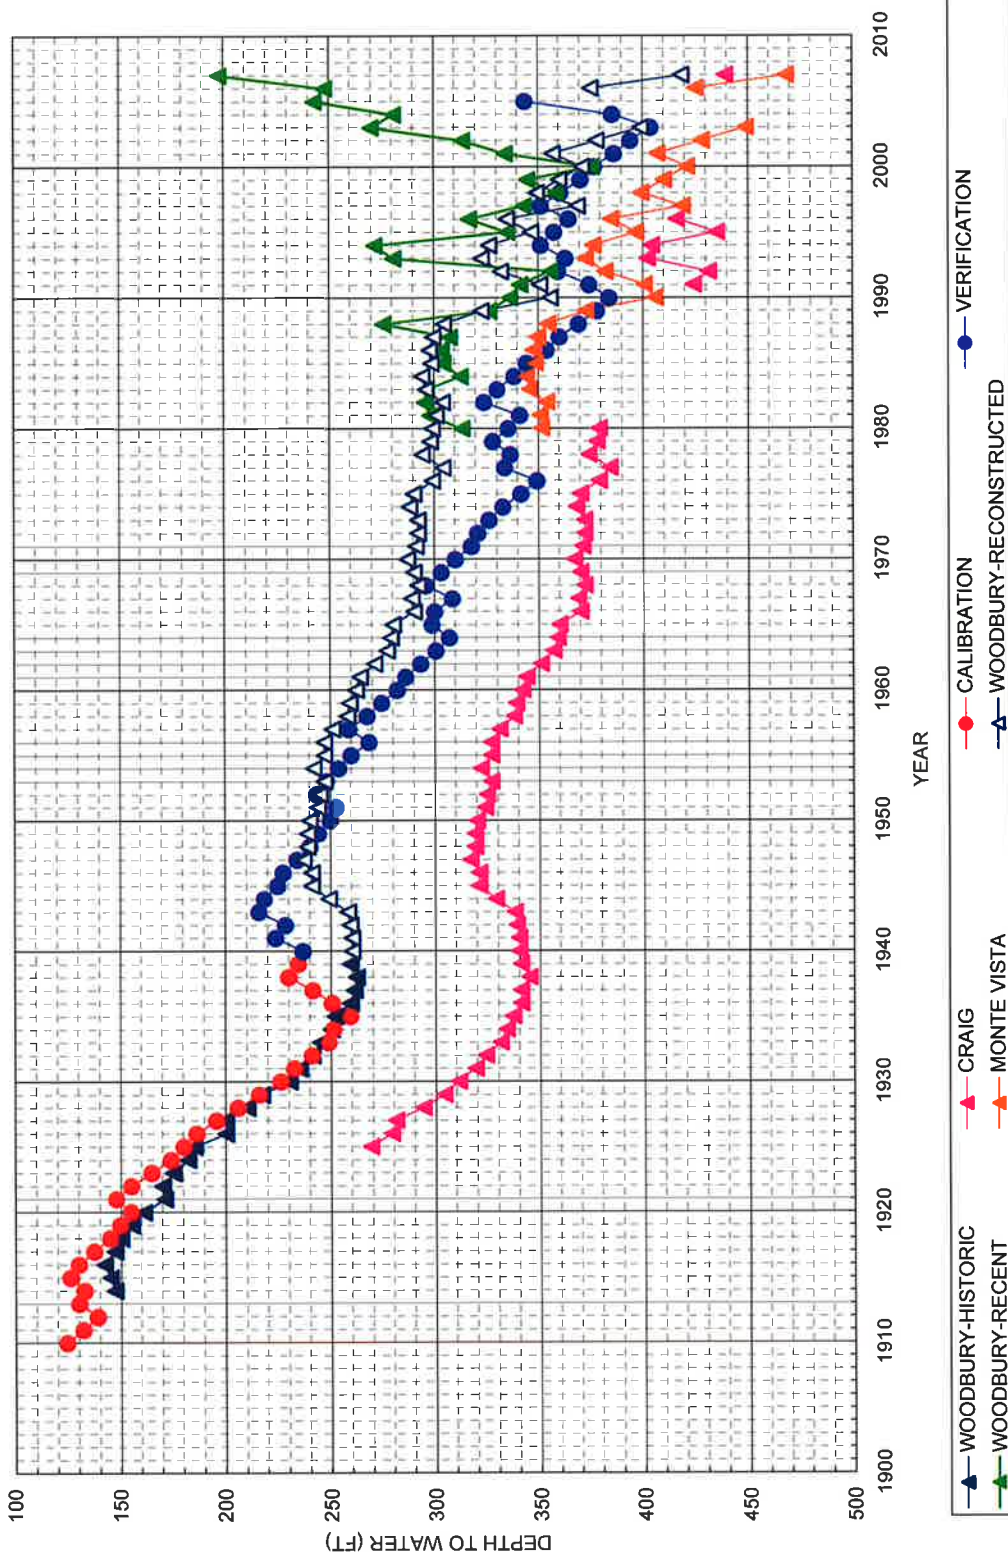 DEPTH TO WATER (FT)
100
150
200
250
300
350
400
450
500
1900
1910
1920
1930
1940
1950
1960
1970
1980
1990
2000
2010
YEAR
WOODBURY-HISTORIC
CRAIG
CALIBRATION
VERIFICATION
WOODBURY-RECENT
MONTE VISTA
WOODBURY-RECONSTRUCTED